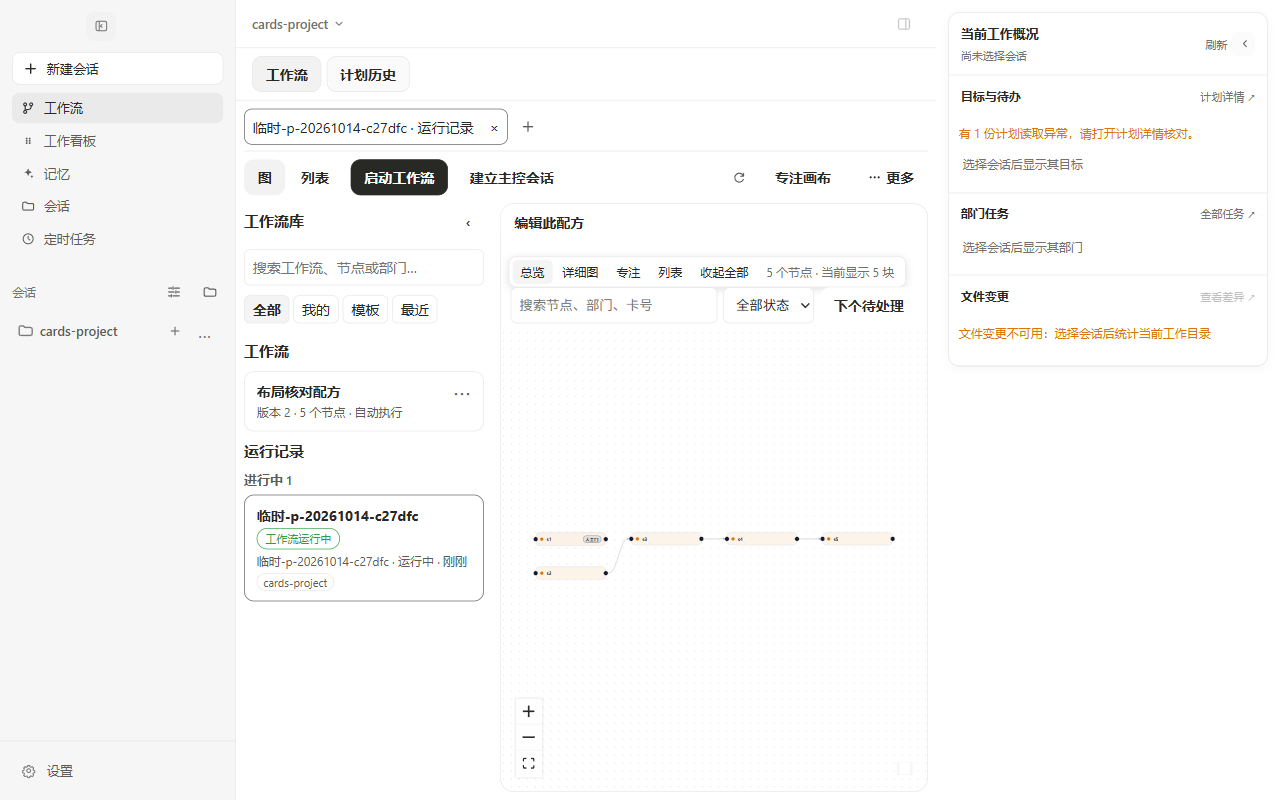 新建会话
工作流
工作看板
记忆
会话
定时任务
会话
cards-project
设置
cards-project
工作流
计划历史
临时-p-20261014-c27dfc · 运行记录 ×
图
列表
启动工作流
建立主控会话
专注画布
更多
工作流库
搜索工作流、节点或部门...
全部
我的
模板
最近
工作流
布局核对配方
版本 2 · 5 个节点 · 自动执行
运行记录
进行中 1
临时-p-20261014-c27dfc
工作流运行中
临时-p-20261014-c27dfc · 运行中 · 刚刚
cards-project
编辑此配方
总览
详细图
专注
列表
收起全部
5 个节点 · 当前显示 5 块
搜索节点、部门、卡号
全部状态
下个待处理
当前工作概况
尚未选择会话
刷新
目标与待办
计划详情 ↗
有 1 份计划读取异常，请打开计划详情核对。
选择会话后显示其目标
部门任务
全部任务 ↗
选择会话后显示其部门
文件变更
查看差异 ↗
文件变更不可用：选择会话后统计当前工作目录